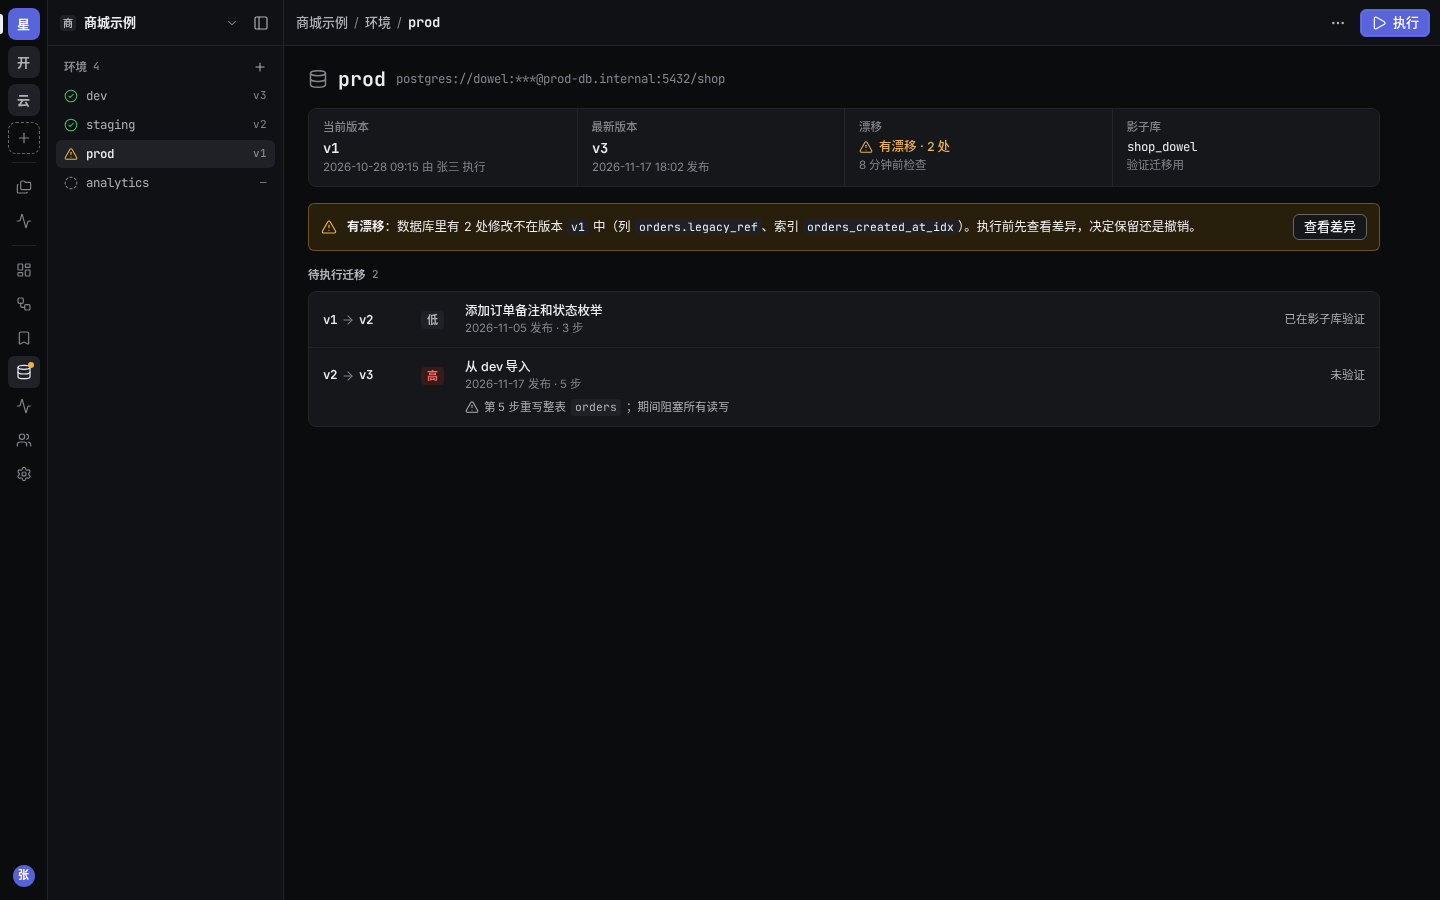 星
开
云
张
商 商城示例
环境 4
dev v3
staging v2
prod v1
analytics –
商城示例 / 环境 / prod
执行
prod postgres://dowel:***@prod-db.internal:5432/shop
当前版本
v1
2026-10-28 09:15 由 张三 执行
最新版本
v3
2026-11-17 18:02 发布
漂移
有漂移 · 2 处
8 分钟前检查
影子库
shop_dowel
验证迁移用
有漂移：数据库里有 2 处修改不在版本 v1 中（列 orders.legacy_ref、索引 orders_created_at_idx）。执行前先查看差异，决定保留还是撤销。
查看差异
待执行迁移 2
v1 → v2 低 添加订单备注和状态枚举 已在影子库验证
2026-11-05 发布 · 3 步
v2 → v3 高 从 dev 导入 未验证
2026-11-17 发布 · 5 步
第 5 步重写整表 orders ；期间阻塞所有读写